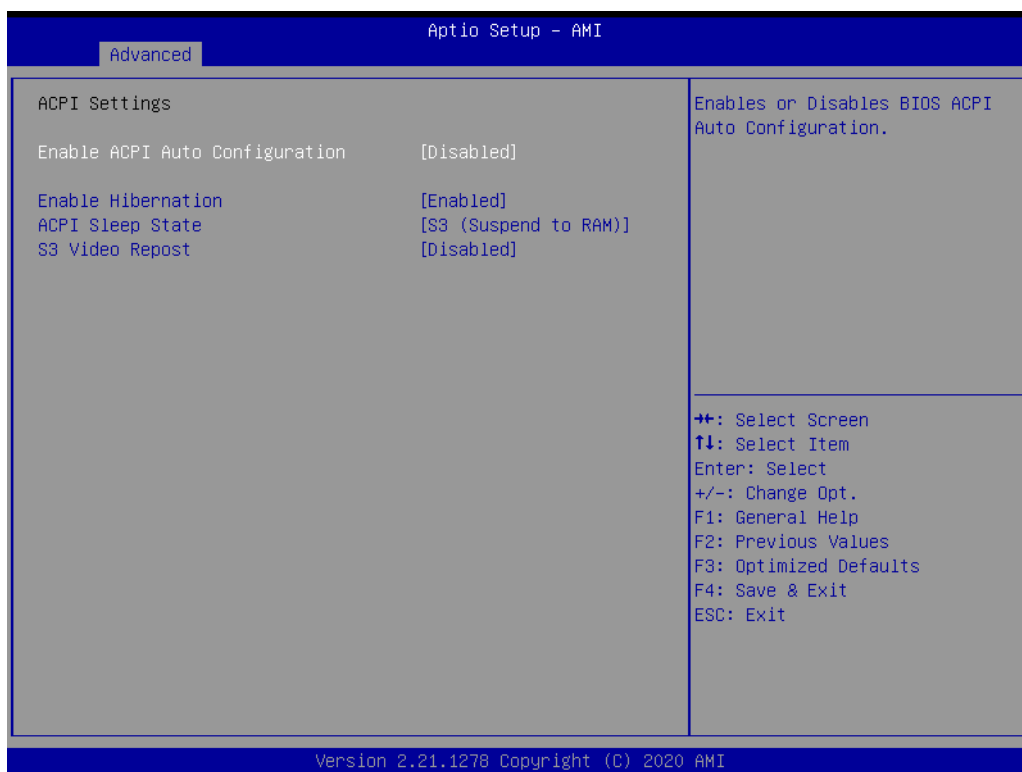 Aptio Setup – AMI
Advanced
ACPI Settings
Enable ACPI Auto Configuration [Disabled]
Enable Hibernation [Enabled]
ACPI Sleep State [S3 (Suspend to RAM)]
S3 Video Repost [Disabled]
Enables or Disables BIOS ACPI
Auto Configuration.
→←: Select Screen
↑↓: Select Item
Enter: Select
+/-: Change Opt.
F1: General Help
F2: Previous Values
F3: Optimized Defaults
F4: Save & Exit
ESC: Exit
Version 2.21.1278 Copyright (C) 2020 AMI